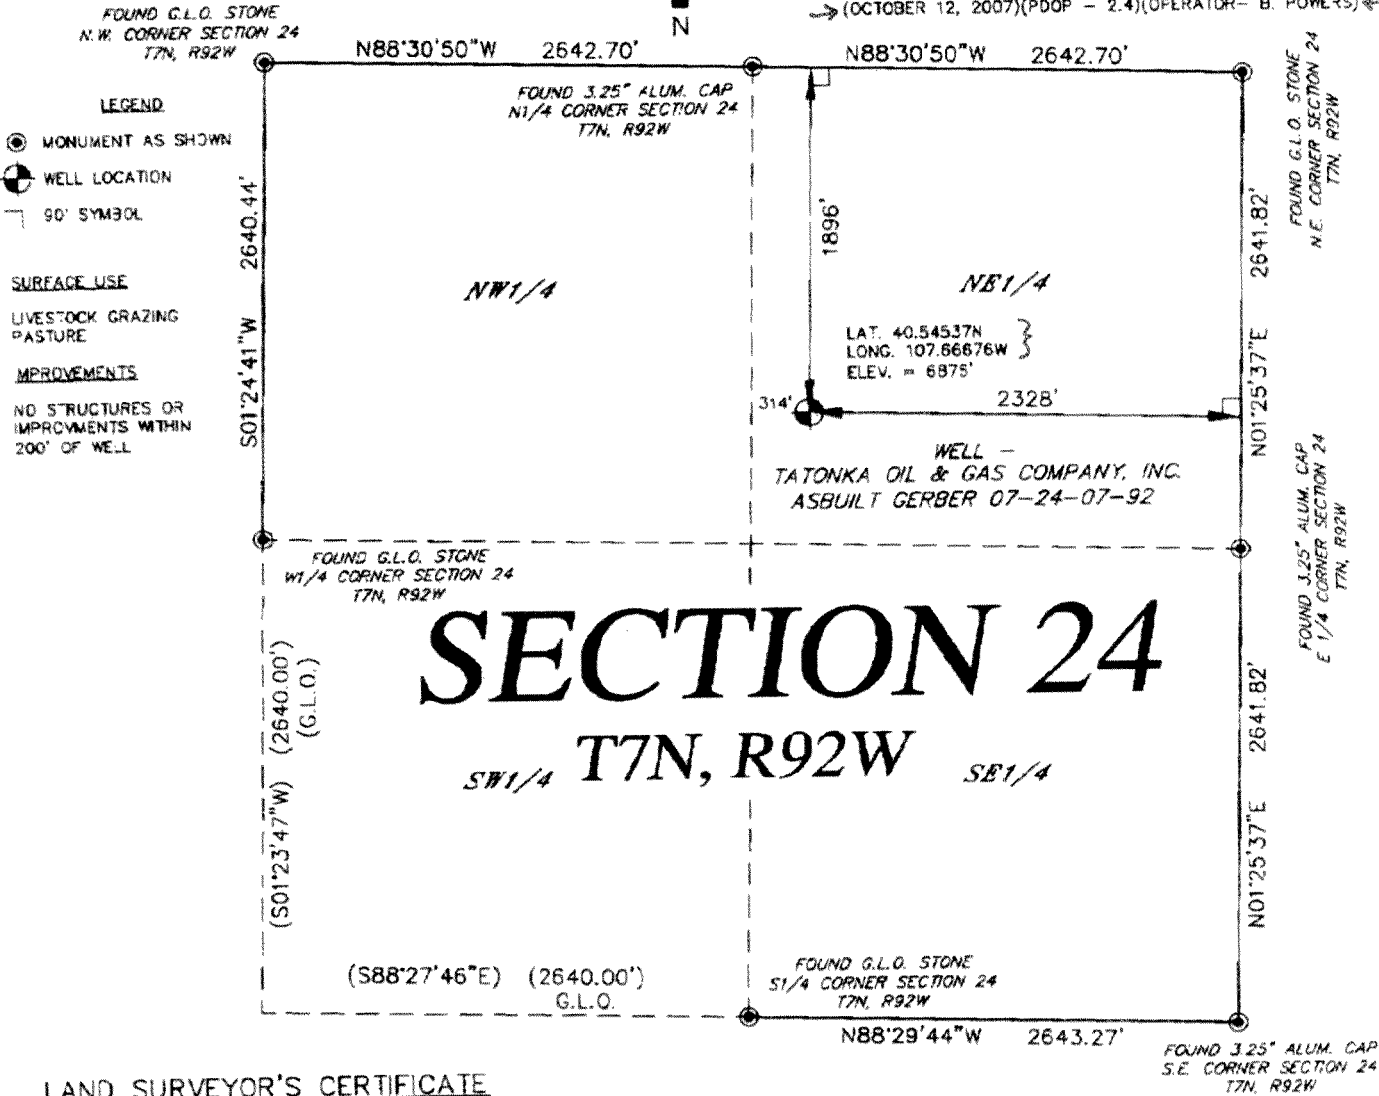 (OCTOBER 12, 2007)(PDOP - 2.4)(OPERATOR- B. POWERS)
N
FOUND G.L.O. STONE
N.W. CORNER SECTION 24
T7N, R92W
N88°30'50"W 2642.70'
N88°30'50"W 2642.70'
FOUND 3.25" ALUM. CAP
N1/4 CORNER SECTION 24
T7N, R92W
FOUND G.L.O. STONE
N.E. CORNER SECTION 24
T7N, R92W
LEGEND
MONUMENT AS SHOWN
WELL LOCATION
90° SYMBOL
SURFACE USE
LIVESTOCK GRAZING
PASTURE
MPROVEMENTS
NO STRUCTURES OR
IMPROVMENTS WITHIN
200' OF WELL
S01°24'41"W 2640.44'
1896'
NW1/4
NE1/4
LAT. 40.54537N
LONG. 107.66676W
ELEV. = 6875'
314'
2328'
WELL -
TATONKA OIL & GAS COMPANY, INC.
ASBUILT GERBER 07-24-07-92
N01°25'37"E 2641.82'
FOUND 3.25" ALUM. CAP
E 1/4 CORNER SECTION 24
T7N, R92W
FOUND G.L.O. STONE
W1/4 CORNER SECTION 24
T7N, R92W
SECTION 24
T7N, R92W
SW1/4
SE1/4
(S01°23'47"W) (2640.00')
(G.L.O.)
N01°25'37"E 2641.82'
(S88°27'46"E) (2640.00')
G.L.O.
FOUND G.L.O. STONE
S1/4 CORNER SECTION 24
T7N, R92W
N88°29'44"W 2643.27'
FOUND 3.25" ALUM. CAP
S.E. CORNER SECTION 24
T7N, R92W
LAND SURVEYOR'S CERTIFICATE